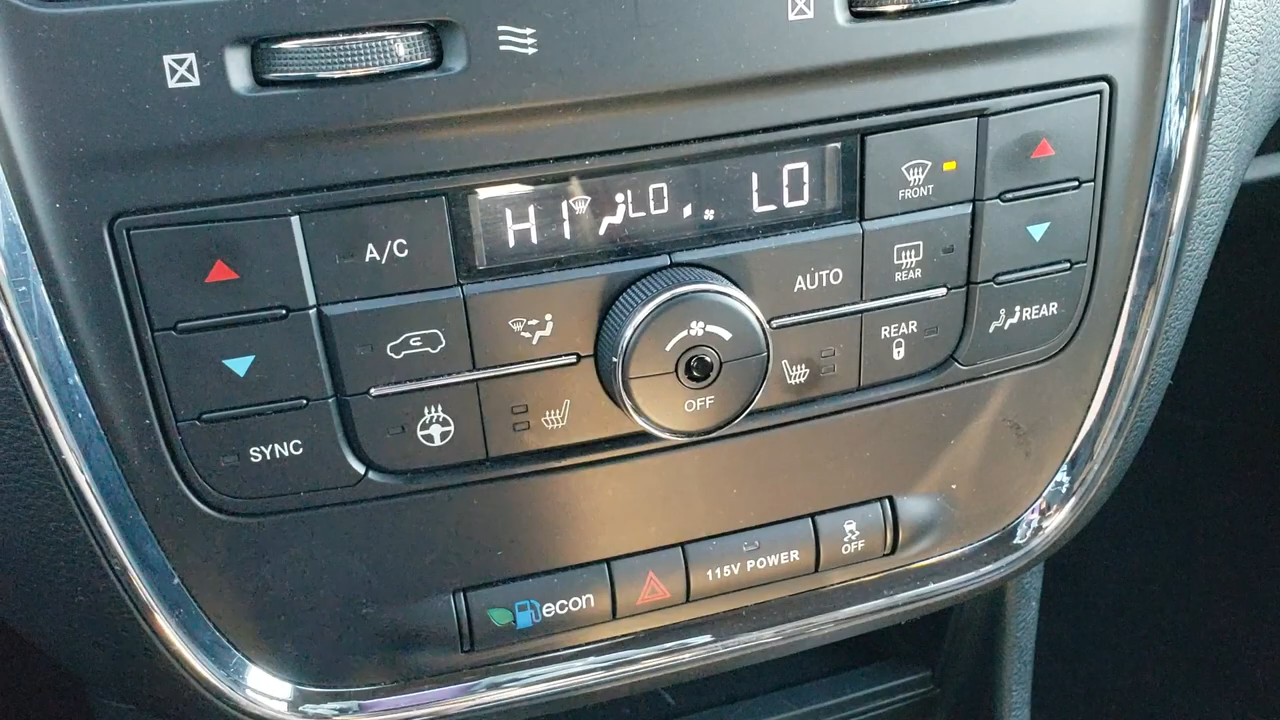 HI LO LO
FRONT
A/C
AUTO
REAR
REAR
REAR
OFF
SYNC
econ
115V POWER
OFF